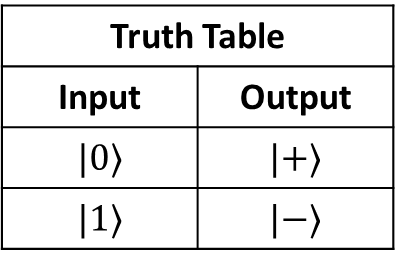 Truth Table
Input Output
|0⟩ |+⟩
|1⟩ |−⟩